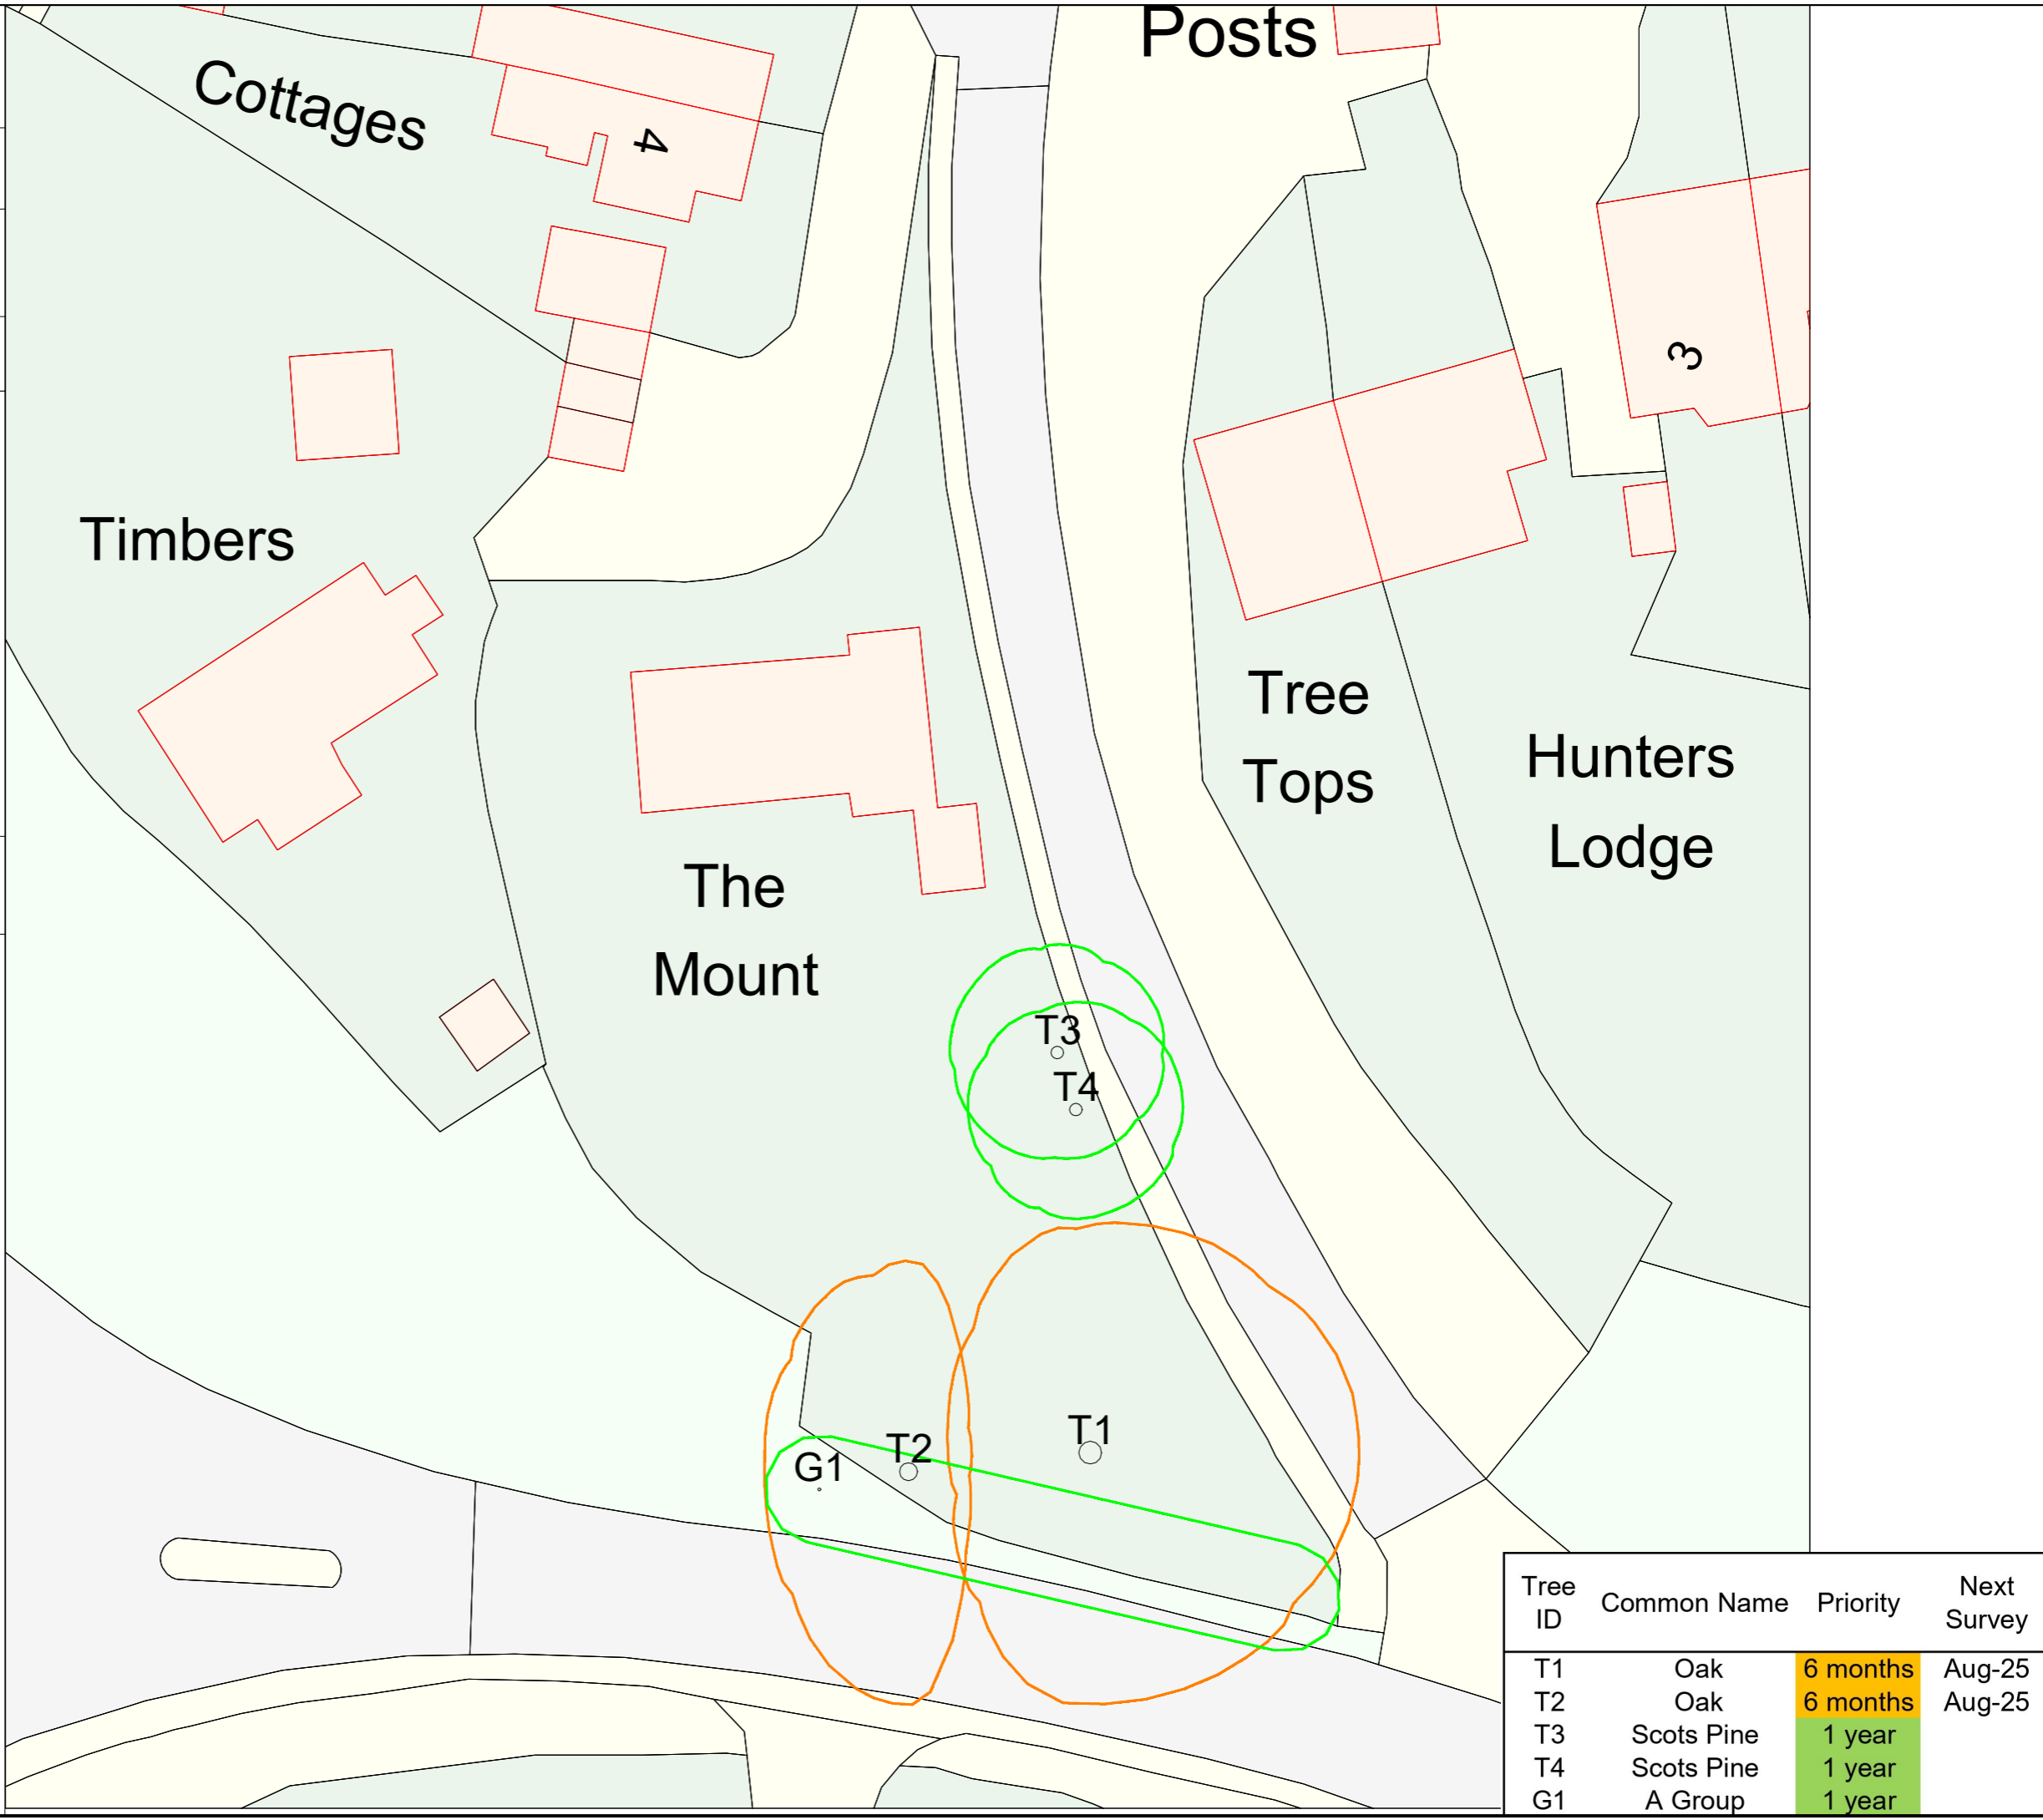 Posts
Cottages
4
3
Timbers
Tree
Tops
Hunters
Lodge
The
Mount
T3
T4
T1
T2
G1
Tree ID Common Name Priority Next Survey
T1 Oak 6 months Aug-25
T2 Oak 6 months Aug-25
T3 Scots Pine 1 year
T4 Scots Pine 1 year
G1 A Group 1 year